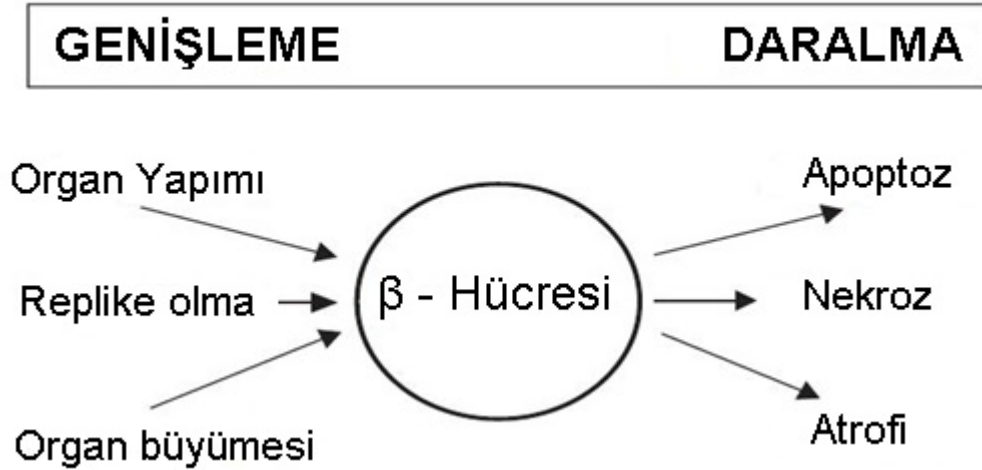 GENİŞLEME DARALMA
Organ Yapımı
Replike olma
Organ büyümesi
β - Hücresi
Apoptoz
Nekroz
Atrofi